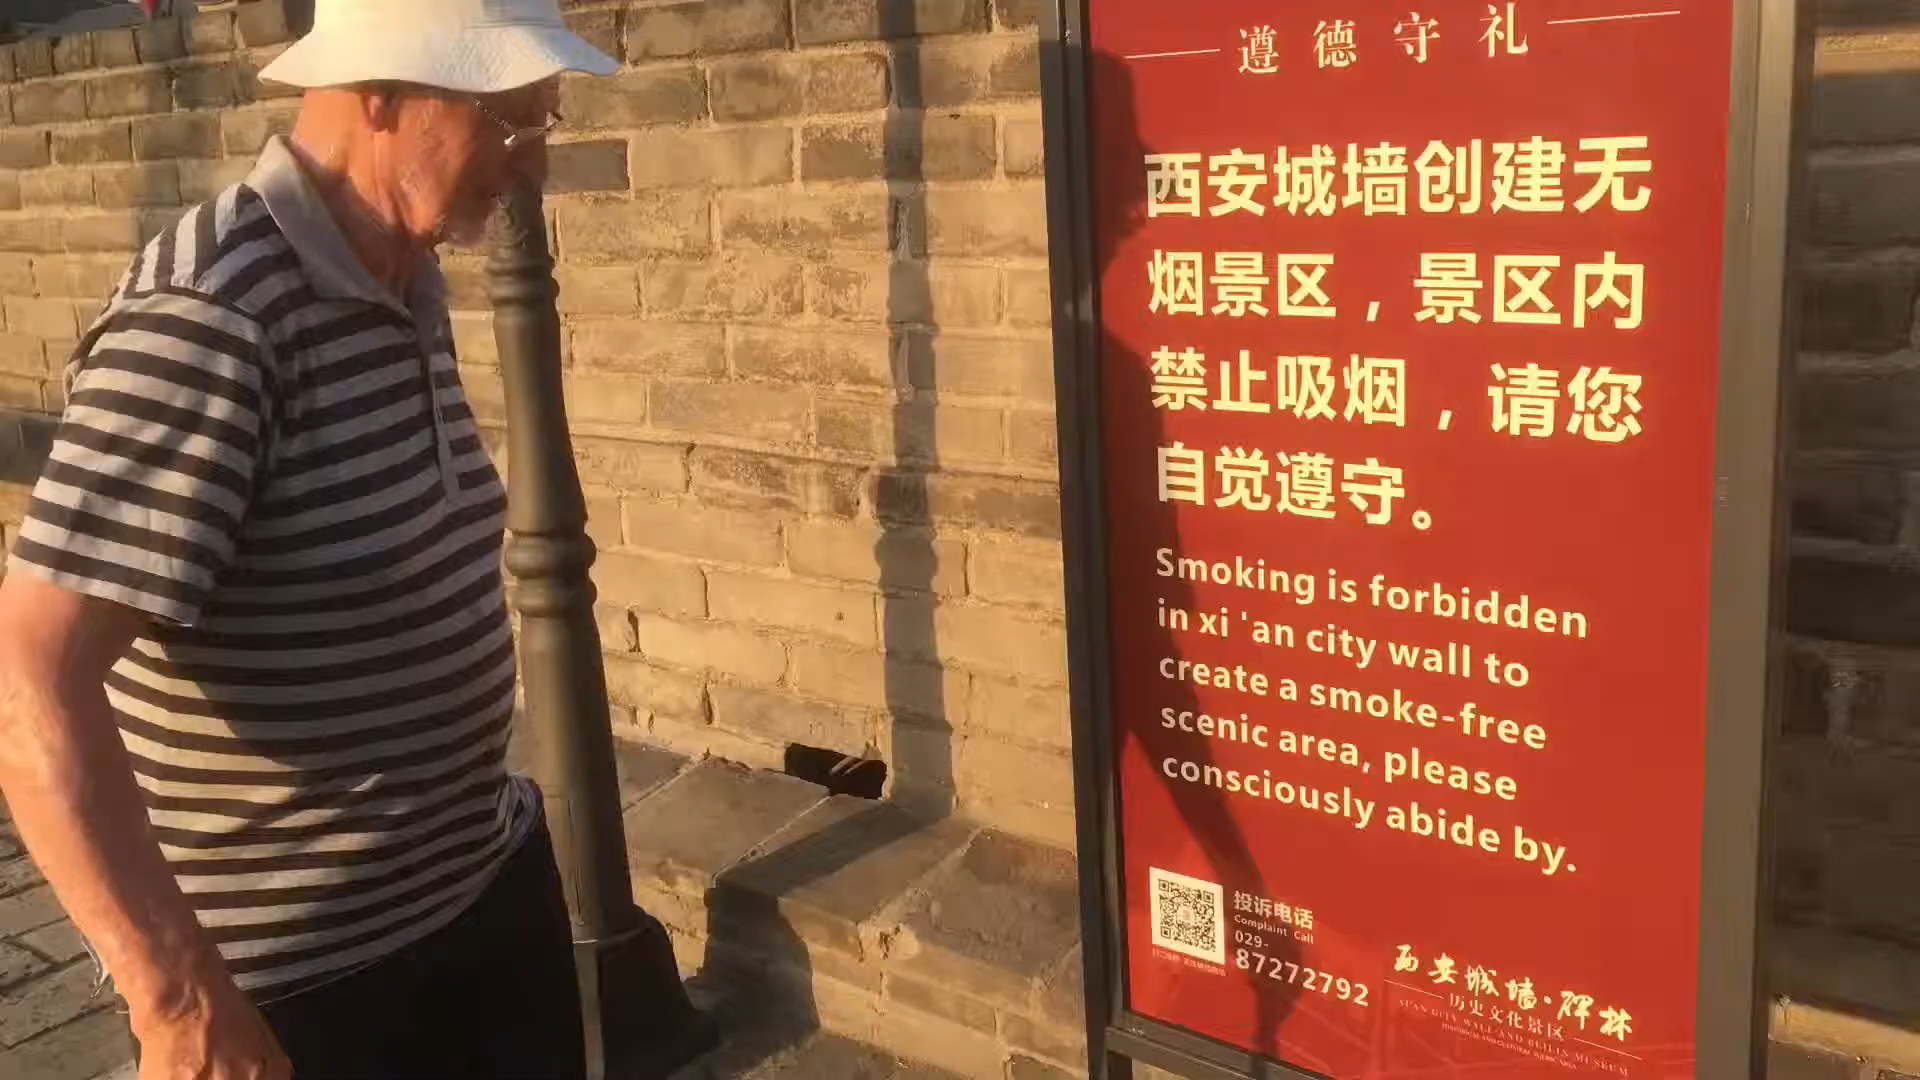 遵德守礼
西安城墙创建无
烟景区，景区内
禁止吸烟，请您
自觉遵守。
Smoking is forbidden
in xi 'an city wall to
create a smoke-free
scenic area, please
consciously abide by.
投诉电话
Complaint Call
029-
87272792
西安城墙·碑林
历史文化景区